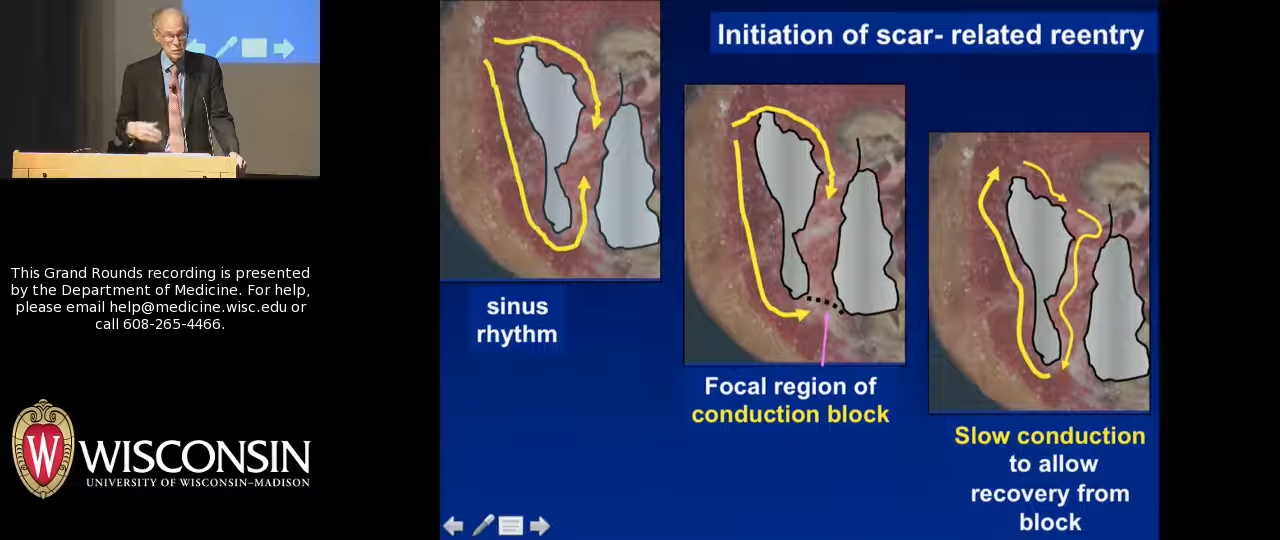 Initiation of scar- related reentry
sinus
rhythm
Focal region of
conduction block
Slow conduction
to allow
recovery from
block
This Grand Rounds recording is presented
by the Department of Medicine. For help,
please email help@medicine.wisc.edu or
call 608-265-4466.
W
WISCONSIN
UNIVERSITY OF WISCONSIN–MADISON